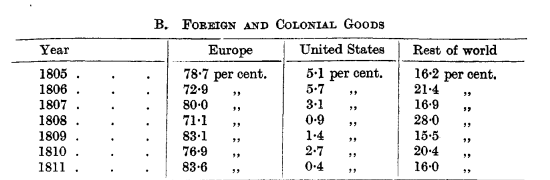 B. FOREIGN AND COLONIAL GOODS
Year Europe United States Rest of world
1805 . . . 78·7 per cent. 5·1 per cent. 16·2 per cent.
1806 . . . 72·9 ,, 5·7 ,, 21·4 ,,
1807 . . . 80·0 ,, 3·1 ,, 16·9 ,,
1808 . . . 71·1 ,, 0·9 ,, 28·0 ,,
1809 . . . 83·1 ,, 1·4 ,, 15·5 ,,
1810 . . . 76·9 ,, 2·7 ,, 20·4 ,,
1811 . . . 83·6 ,, 0·4 ,, 16·0 ,,